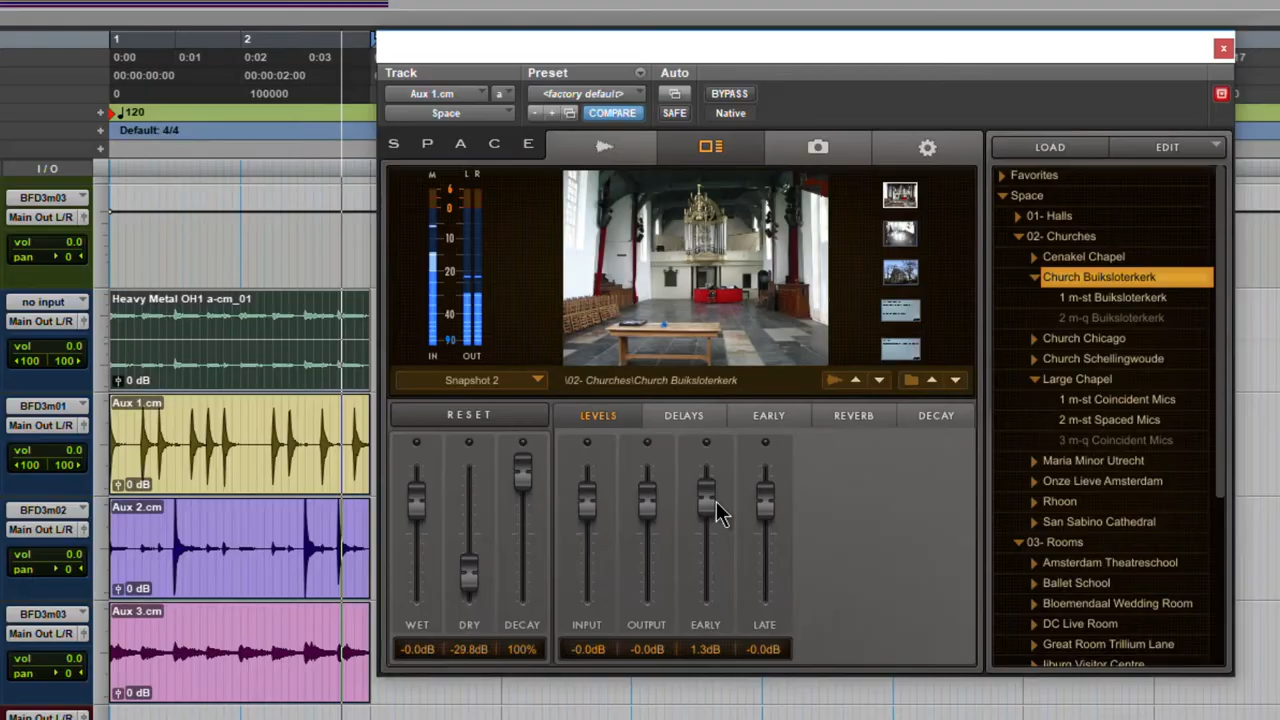 1 2
0:00 0:01 0:02 0:03
00:00:00:00 00:00:02:00
0 100000
120
Default: 4/4
I / O
BFD3m03
Main Out L/R
vol 0.0
pan 0
no input
Main Out L/R
vol 0.0
100 100
BFD3m01
Main Out L/R
vol 0.0
100 100
BFD3m02
Main Out L/R
vol 0.0
pan 0
BFD3m03
Main Out L/R
vol 0.0
pan 0
Main Out L/R
Heavy Metal OH1 a-cm_01
0 dB
Aux 1.cm
0 dB
Aux 2.cm
0 dB
Aux 3.cm
0 dB
17
x
Track Preset Auto
Aux 1.cm a <factory default>
Space - + COMPARE SAFE
BYPASS
Native
S P A C E
M L R
6
0
10
20
40
90
IN OUT
Snapshot 2 \02- Churches\Church Buiksloterkerk
RESET
LEVELS DELAYS EARLY REVERB DECAY
WET DRY DECAY INPUT OUTPUT EARLY LATE
-0.0dB -29.8dB 100% -0.0dB -0.0dB 1.3dB -0.0dB
LOAD EDIT
Favorites
Space
01- Halls
02- Churches
Cenakel Chapel
Church Buiksloterkerk
1 m-st Buiksloterkerk
2 m-q Buiksloterkerk
Church Chicago
Church Schellingwoude
Large Chapel
1 m-st Coincident Mics
2 m-st Spaced Mics
3 m-q Coincident Mics
Maria Minor Utrecht
Onze Lieve Amsterdam
Rhoon
San Sabino Cathedral
03- Rooms
Amsterdam Theatreschool
Ballet School
Bloemendaal Wedding Room
DC Live Room
Great Room Trillium Lane